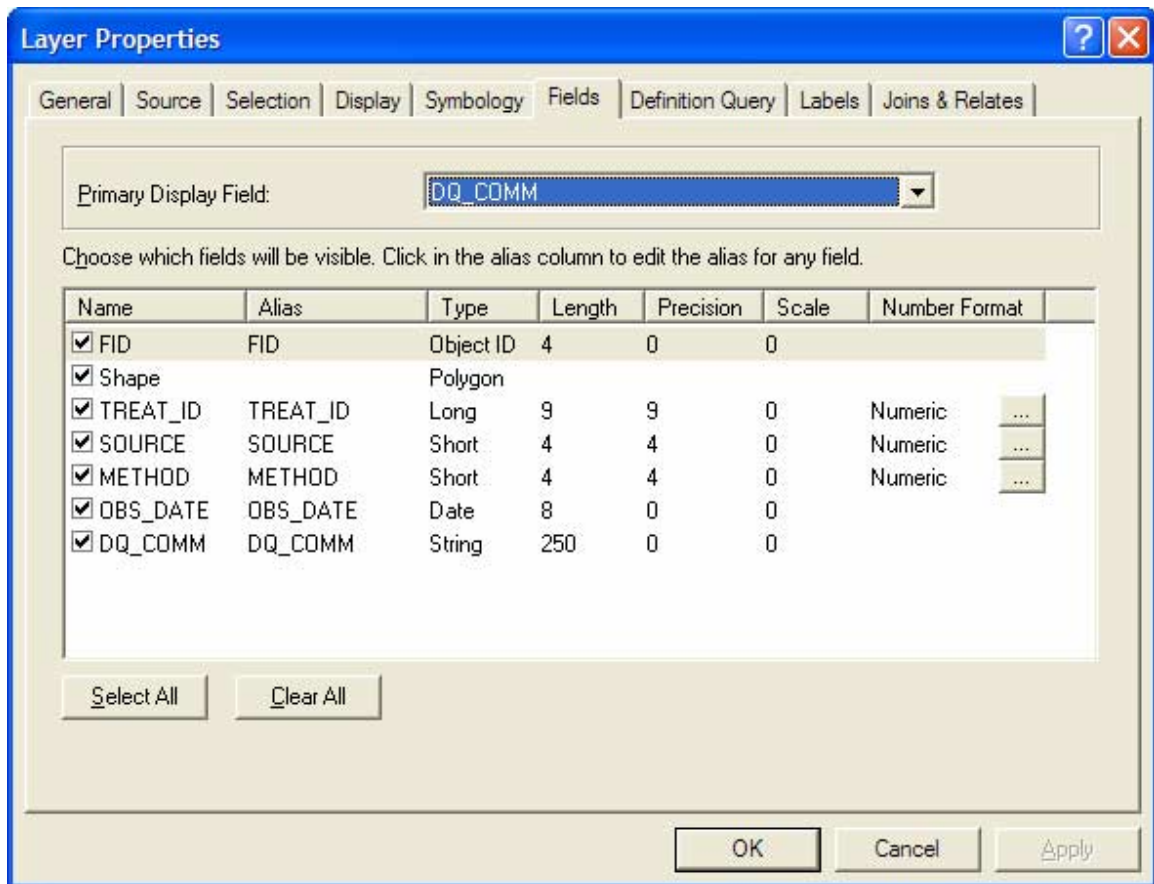 Layer Properties
General Source Selection Display Symbology Fields Definition Query Labels Joins & Relates
Primary Display Field: DQ_COMM
Choose which fields will be visible. Click in the alias column to edit the alias for any field.
Name Alias Type Length Precision Scale Number Format
FID FID Object ID 4 0 0
Shape Polygon
TREAT_ID TREAT_ID Long 9 9 0 Numeric ...
SOURCE SOURCE Short 4 4 0 Numeric ...
METHOD METHOD Short 4 4 0 Numeric ...
OBS_DATE OBS_DATE Date 8 0 0
DQ_COMM DQ_COMM String 250 0 0
Select All Clear All
OK Cancel Apply